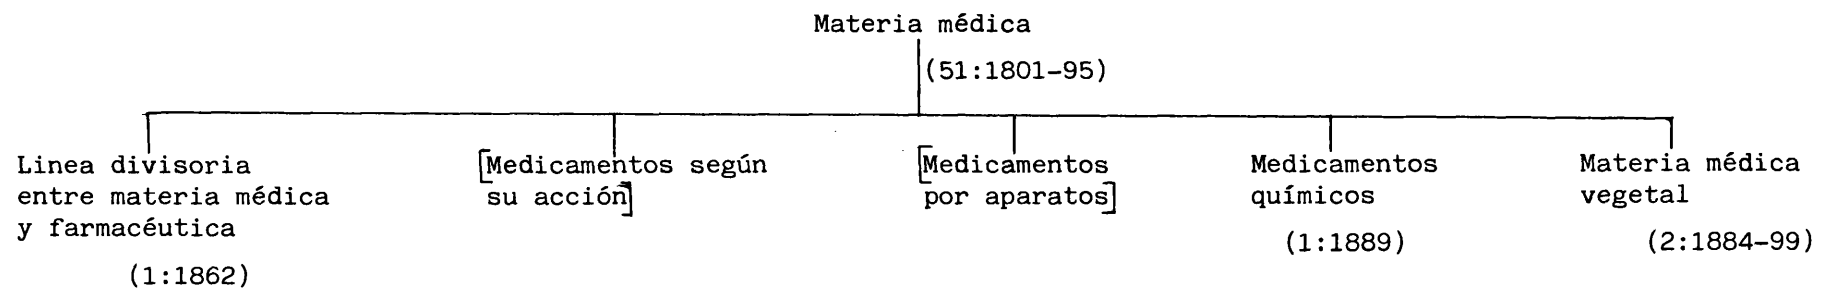 Materia médica
(51:1801-95)
Linea divisoria
entre materia médica
y farmacéutica
(1:1862)
[Medicamentos según
su acción]
[Medicamentos
por aparatos]
Medicamentos
químicos
(1:1889)
Materia médica
vegetal
(2:1884-99)